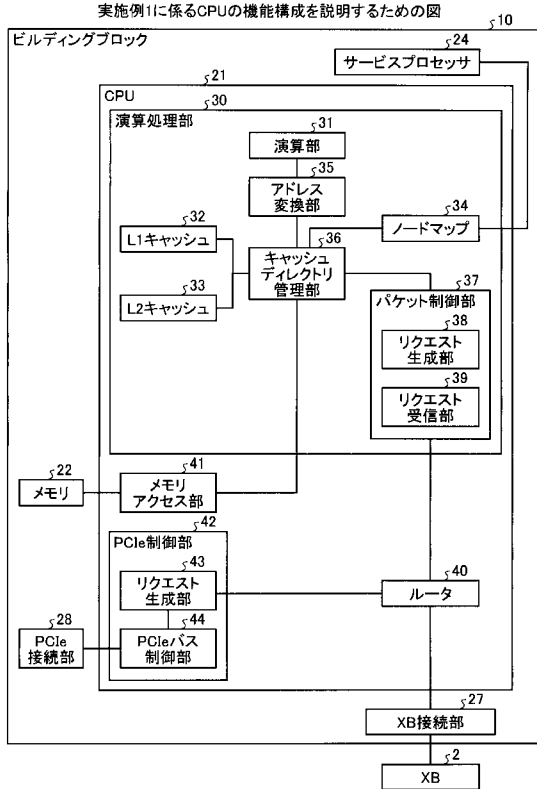 実施例1に係るCPUの機能構成を説明するための図
10
ビルディングブロック
24
サービスプロセッサ
21
CPU
30
演算処理部
31
演算部
35
アドレス
変換部
32
L1キャッシュ
36
キャッシュ
ディレクトリ
管理部
34
ノードマップ
33
L2キャッシュ
37
パケット制御部
38
リクエスト
生成部
39
リクエスト
受信部
22
メモリ
41
メモリ
アクセス部
42
PCIe制御部
43
リクエスト
生成部
40
ルータ
28
PCIe
接続部
44
PCIeバス
制御部
27
XB接続部
2
XB